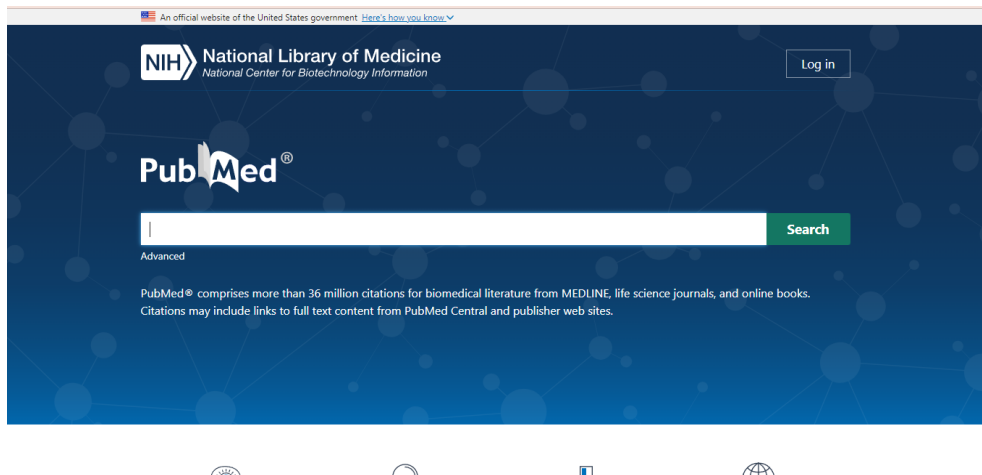 An official website of the United States government Here's how you know
NIH National Library of Medicine
National Center for Biotechnology Information
Log in
PubMed®
Search
Advanced
PubMed® comprises more than 36 million citations for biomedical literature from MEDLINE, life science journals, and online books.
Citations may include links to full text content from PubMed Central and publisher web sites.